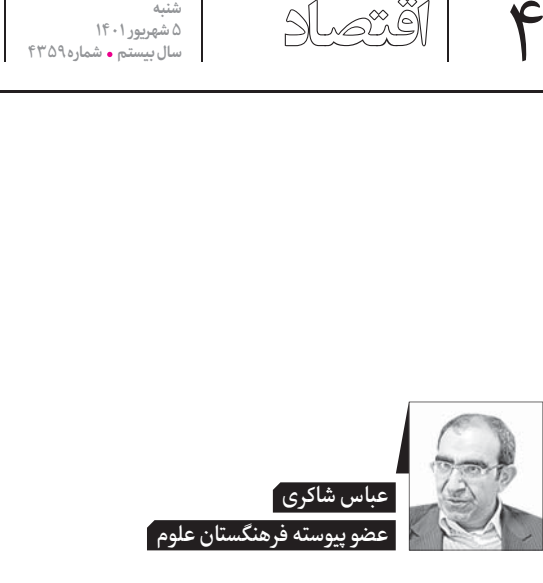 ۴
اقتصاد
شنبه
۵ شهریور ۱۴۰۱
سال بیستم • شماره ۴۳۵۹
عباس شاکری
عضو پیوسته فرهنگستان علوم